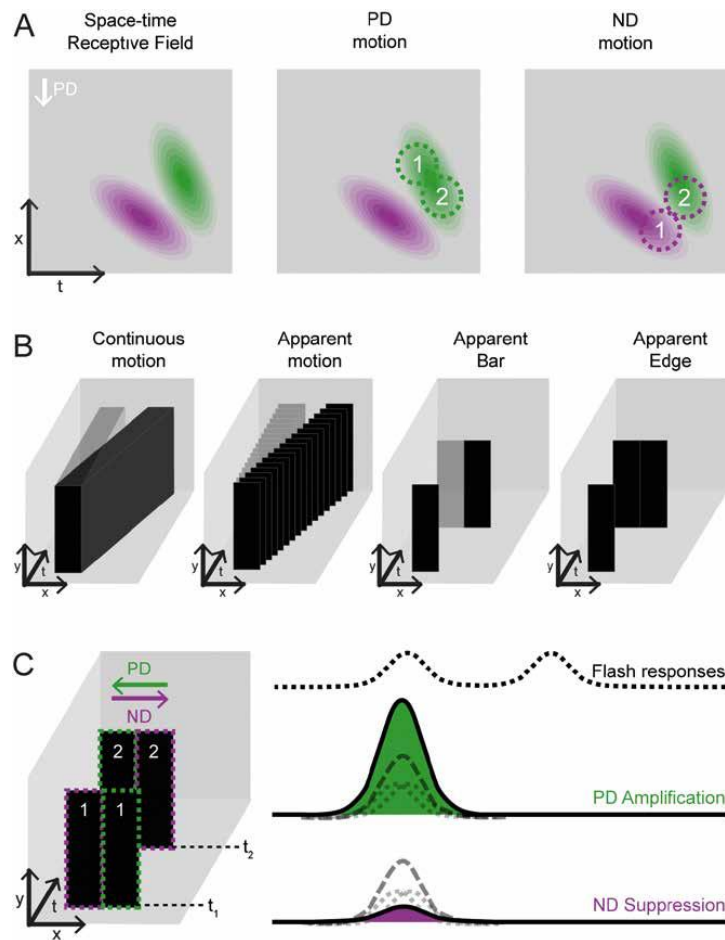 A
Space-time
Receptive Field
PD
motion
ND
motion
PD
1
2
1
2
x
t
B
Continuous
motion
Apparent
motion
Apparent
Bar
Apparent
Edge
y
t
x
y
t
x
y
t
x
y
t
x
C
PD
ND
2
2
1
1
t2
t1
y
t
x
Flash responses
PD Amplification
ND Suppression